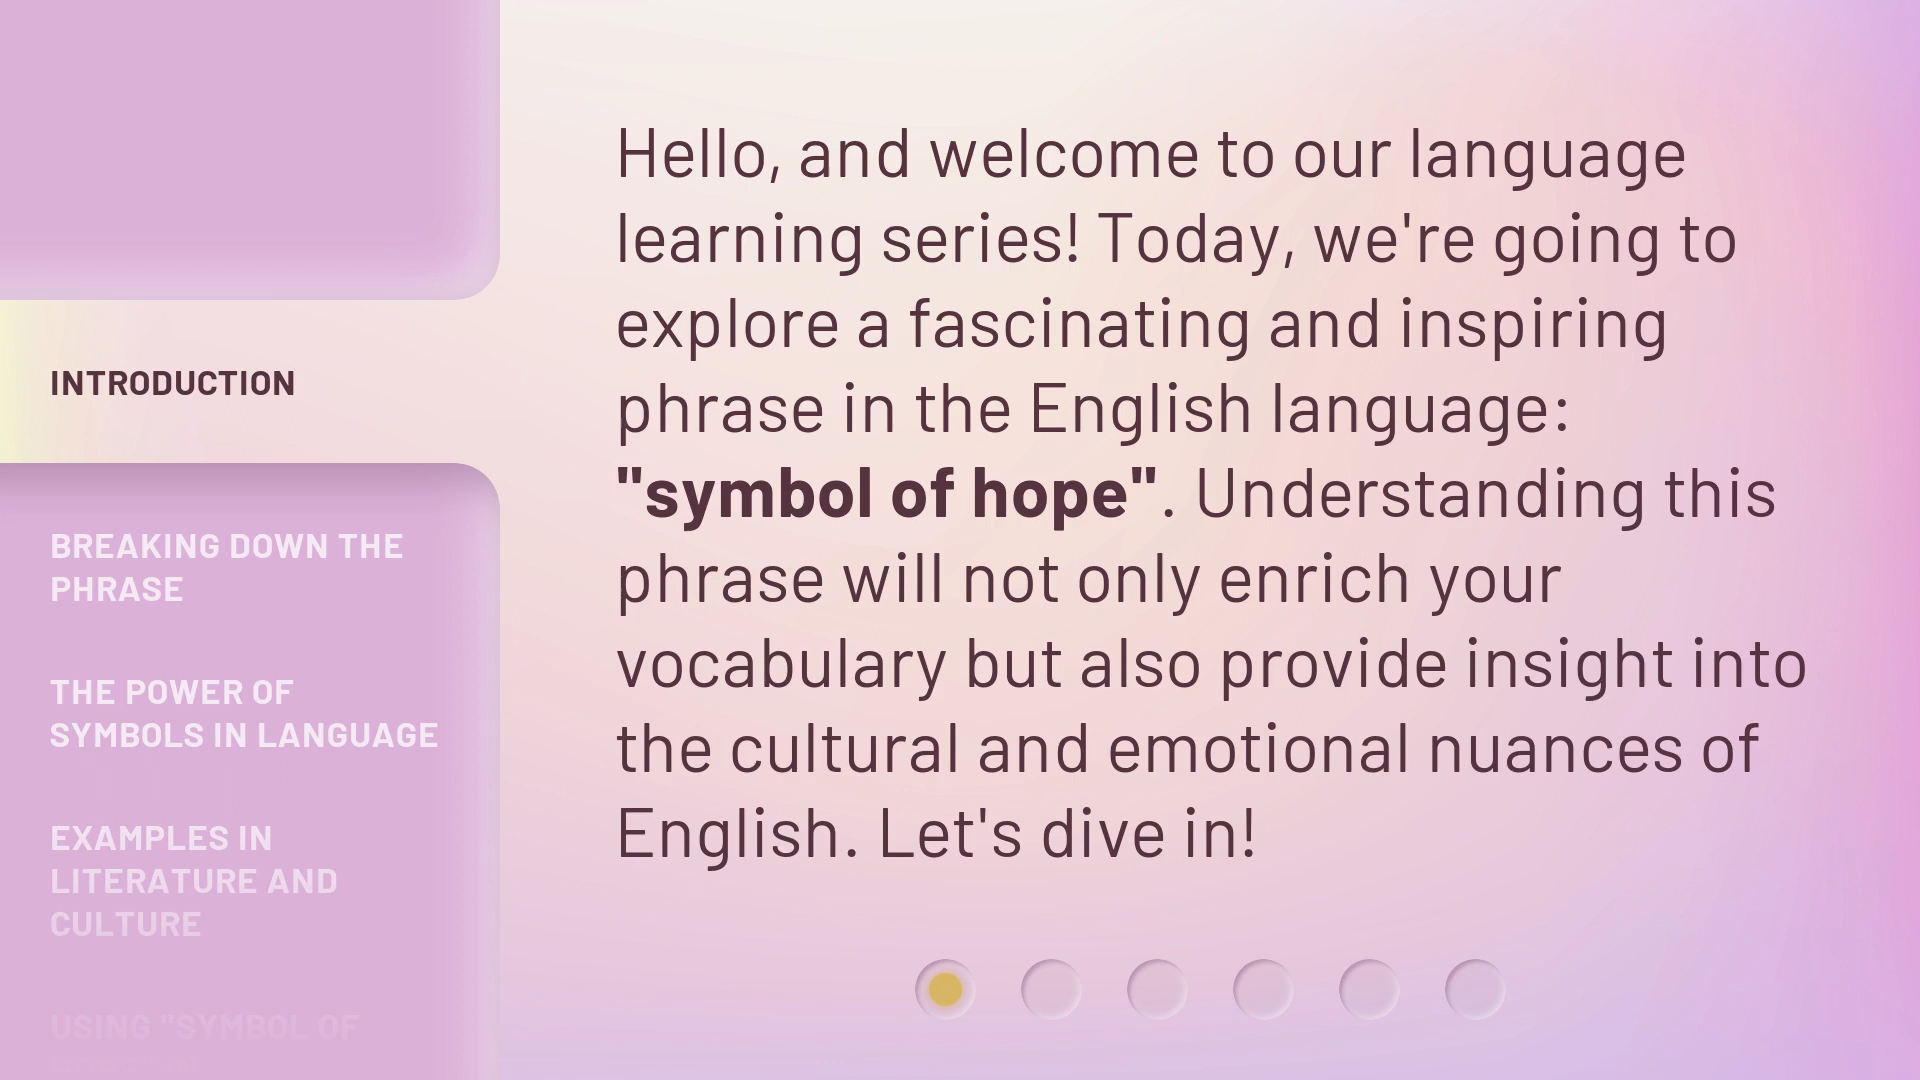 INTRODUCTION
BREAKING DOWN THE
PHRASE
THE POWER OF
SYMBOLS IN LANGUAGE
EXAMPLES IN
LITERATURE AND
CULTURE
USING "SYMBOL OF
Hello, and welcome to our language
learning series! Today, we're going to
explore a fascinating and inspiring
phrase in the English language:
"symbol of hope". Understanding this
phrase will not only enrich your
vocabulary but also provide insight into
the cultural and emotional nuances of
English. Let's dive in!